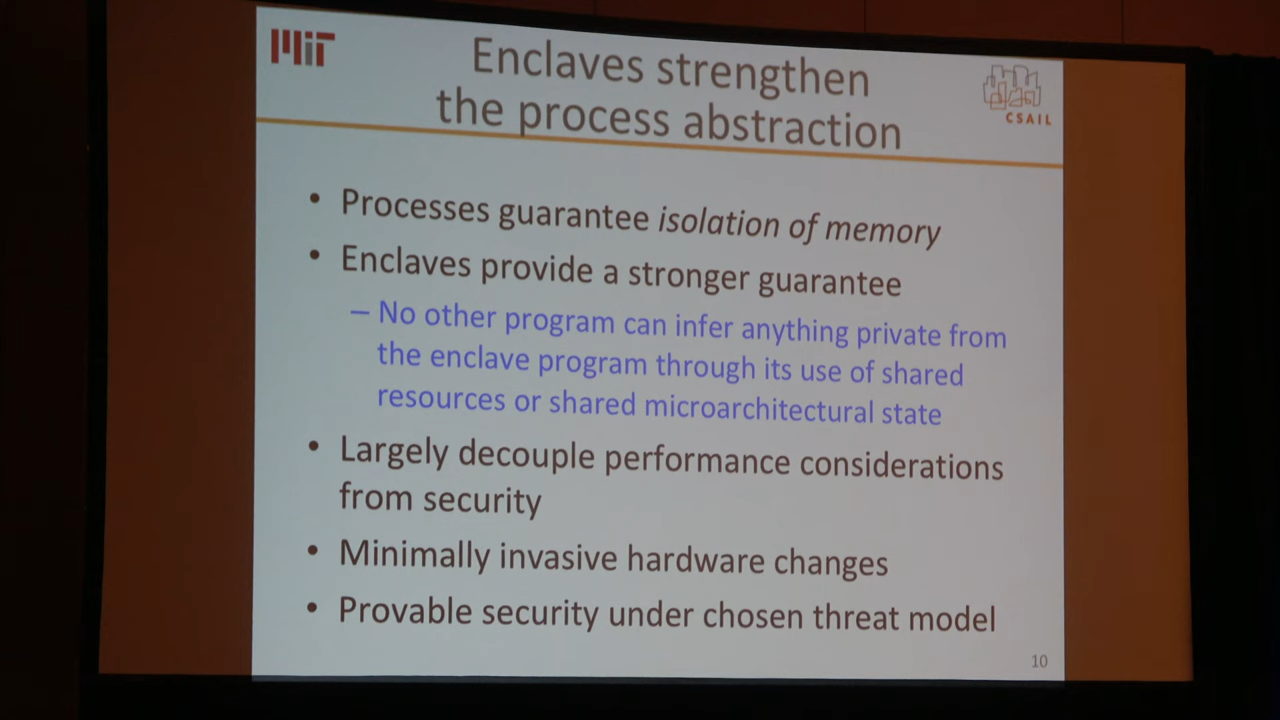 MIT
Enclaves strengthen
the process abstraction
CSAIL
• Processes guarantee isolation of memory
• Enclaves provide a stronger guarantee
– No other program can infer anything private from
the enclave program through its use of shared
resources or shared microarchitectural state
• Largely decouple performance considerations
from security
• Minimally invasive hardware changes
• Provable security under chosen threat model
10